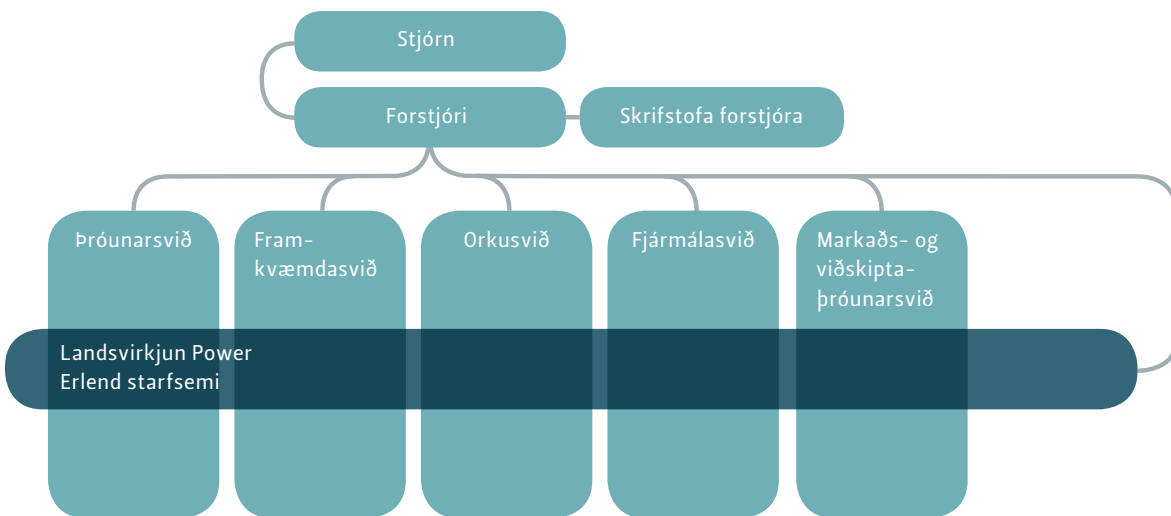 Stjórn
Forstjóri
Skrifstofa forstjóra
Þróunarsvið
Fram-
kvæmdasvið
Orkusvið
Fjármálasvið
Markaðs- og
viðskipta-
þróunarsvið
Landsvirkjun Power
Erlend starfsemi